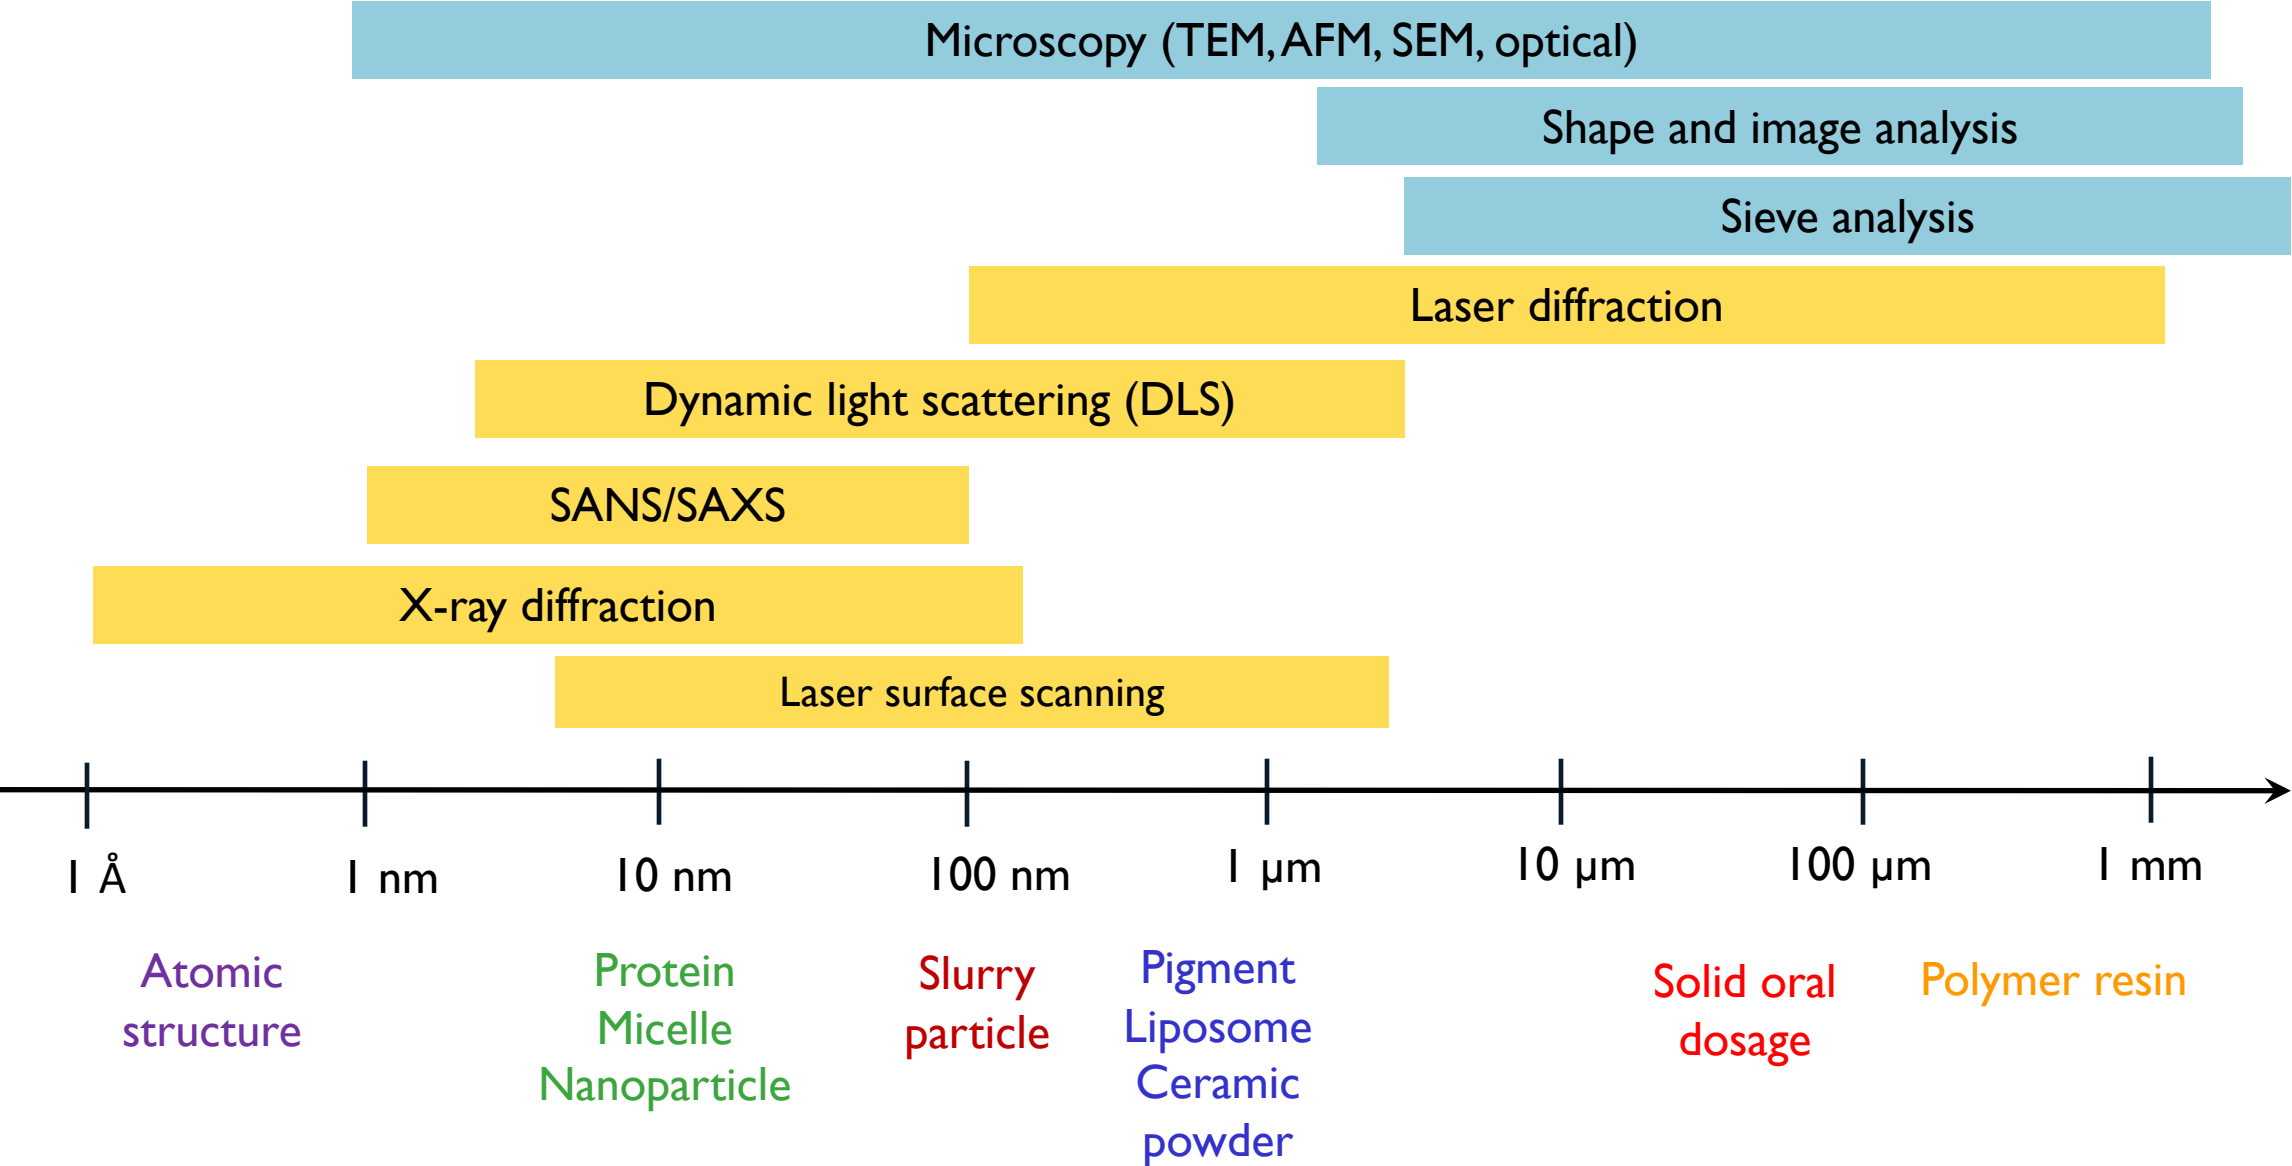 Microscopy (TEM, AFM, SEM, optical)
Shape and image analysis
Sieve analysis
Laser diffraction
Dynamic light scattering (DLS)
SANS/SAXS
X-ray diffraction
Laser surface scanning
1 Å
1 nm
10 nm
100 nm
1 µm
10 µm
100 µm
1 mm
Atomic
structure
Protein
Micelle
Nanoparticle
Slurry
particle
Pigment
Liposome
Ceramic
powder
Solid oral
dosage
Polymer resin